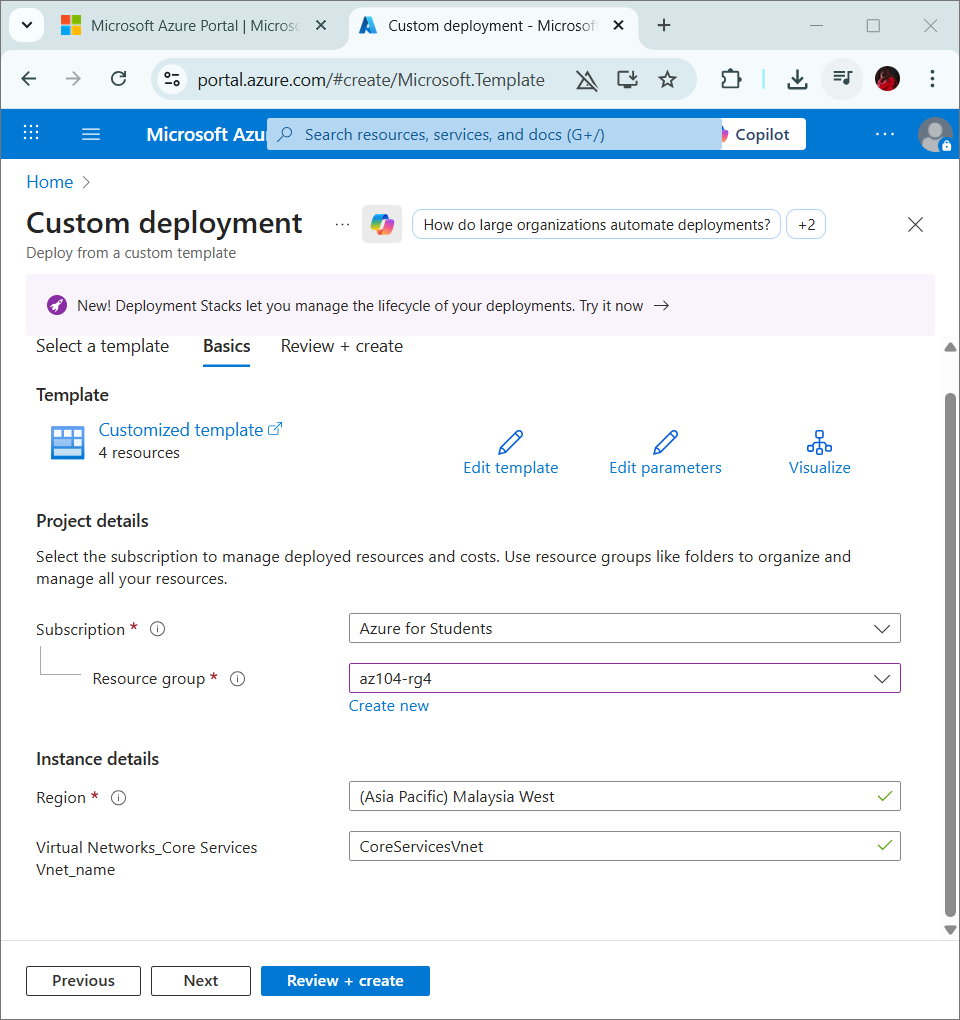 Microsoft Azure Portal | Microso
Custom deployment - Microsoft
portal.azure.com/#create/Microsoft.Template
Microsoft Azu
Search resources, services, and docs (G+/)
Copilot
Home
Custom deployment
How do large organizations automate deployments?
+2
Deploy from a custom template
New! Deployment Stacks let you manage the lifecycle of your deployments. Try it now →
Select a template
Basics
Review + create
Template
Customized template
4 resources
Edit template
Edit parameters
Visualize
Project details
Select the subscription to manage deployed resources and costs. Use resource groups like folders to organize and
manage all your resources.
Subscription *
Azure for Students
Resource group *
az104-rg4
Create new
Instance details
Region *
(Asia Pacific) Malaysia West
Virtual Networks_Core Services
Vnet_name
CoreServicesVnet
Previous
Next
Review + create